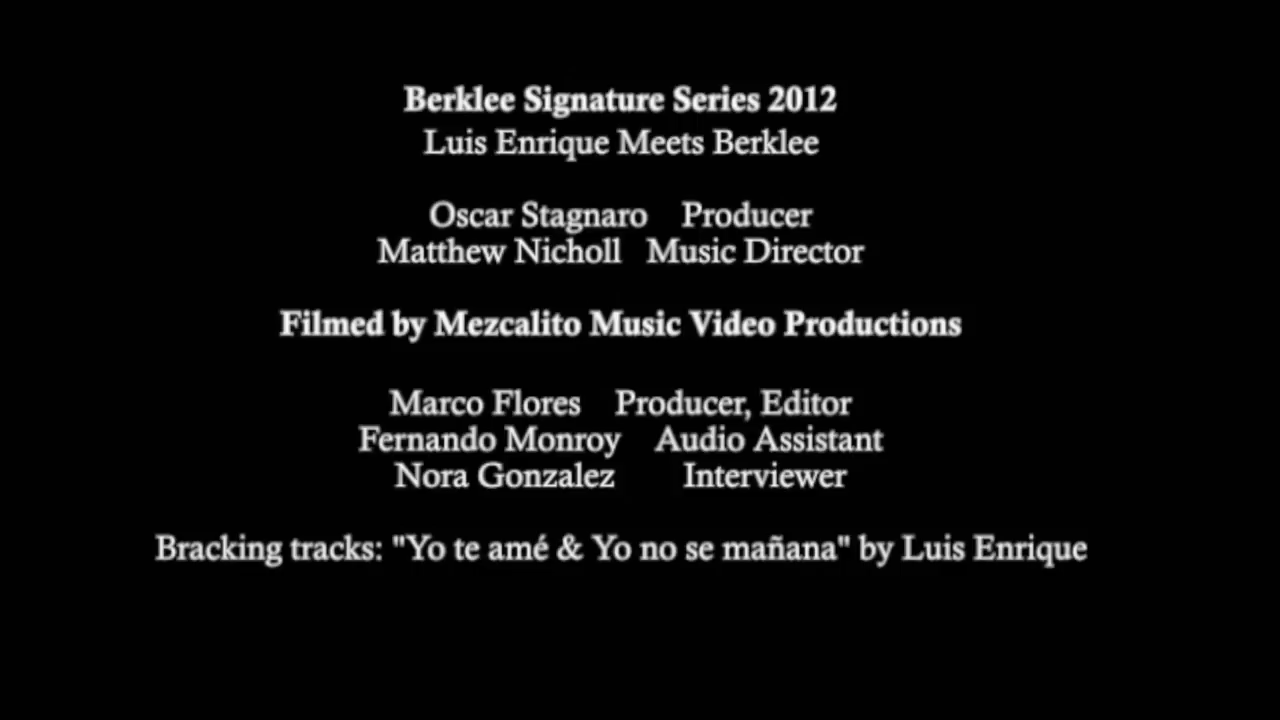 Berklee Signature Series 2012
Luis Enrique Meets Berklee
Oscar Stagnaro Producer
Matthew Nicholl Music Director
Filmed by Mezcalito Music Video Productions
Marco Flores Producer, Editor
Fernando Monroy Audio Assistant
Nora Gonzalez Interviewer
Bracking tracks: "Yo te amé & Yo no se mañana" by Luis Enrique